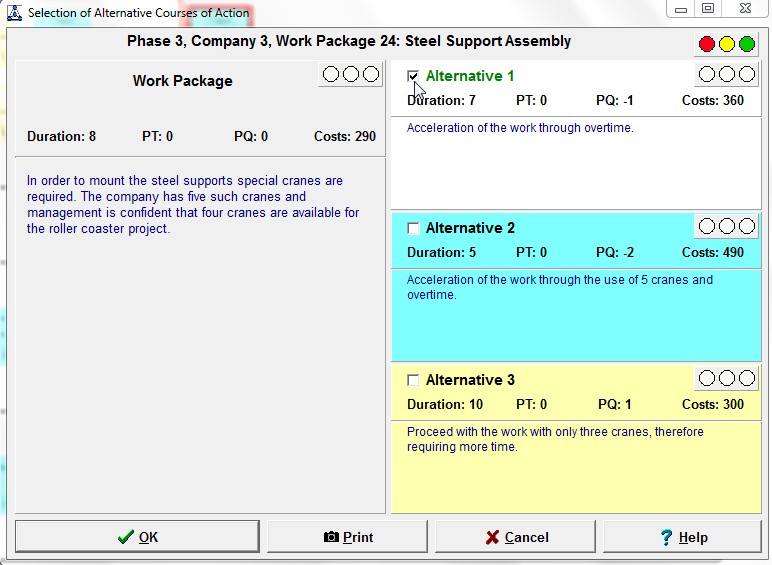 Selection of Alternative Courses of Action
Phase 3, Company 3, Work Package 24: Steel Support Assembly
Work Package
Duration: 8 PT: 0 PQ: 0 Costs: 290
In order to mount the steel supports special cranes are
required. The company has five such cranes and
management is confident that four cranes are available for
the roller coaster project.
Alternative 1
Duration: 7 PT: 0 PQ: -1 Costs: 360
Acceleration of the work through overtime.
Alternative 2
Duration: 5 PT: 0 PQ: -2 Costs: 490
Acceleration of the work through the use of 5 cranes and
overtime.
Alternative 3
Duration: 10 PT: 0 PQ: 1 Costs: 300
Proceed with the work with only three cranes, therefore
requiring more time.
OK Print Cancel Help